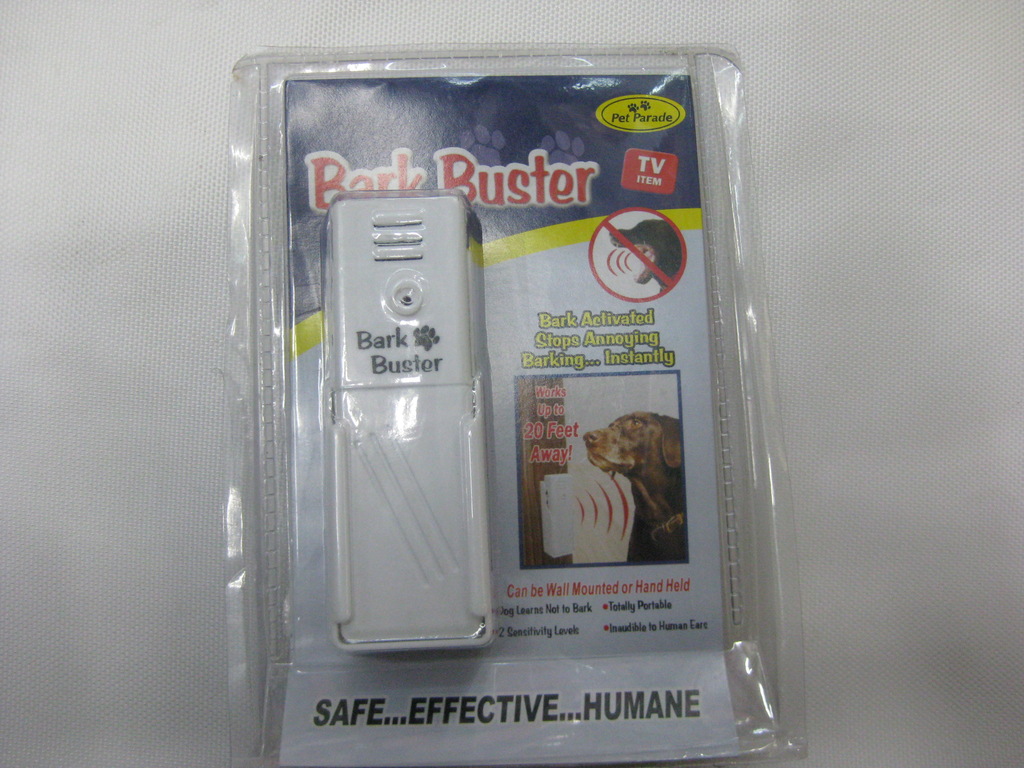 Pet Parade
Bark Buster
TV
ITEM
Bark
Buster
Bark Activated
Stops Annoying
Barking... Instantly
Works
Up to
20 Feet
Away!
Can be Wall Mounted or Hand Held
Dog Learns Not to Bark •Totally Portable
•2 Sensitivity Levels •Inaudible to Human Ears
SAFE...EFFECTIVE...HUMANE